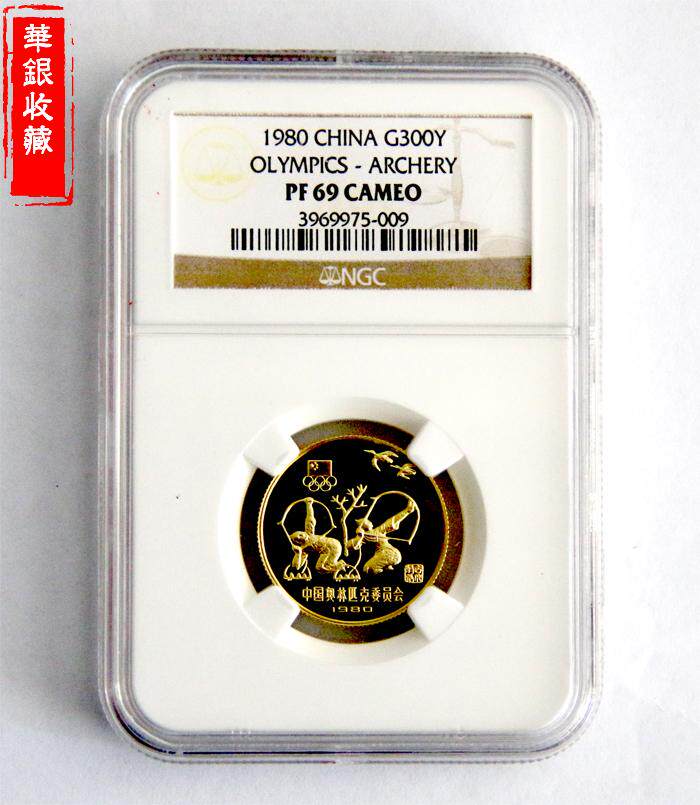 華銀收藏
1980 CHINA G300Y
OLYMPICS - ARCHERY
PF 69 CAMEO
3969975-009
NGC
中国奥林匹克委员会
1980